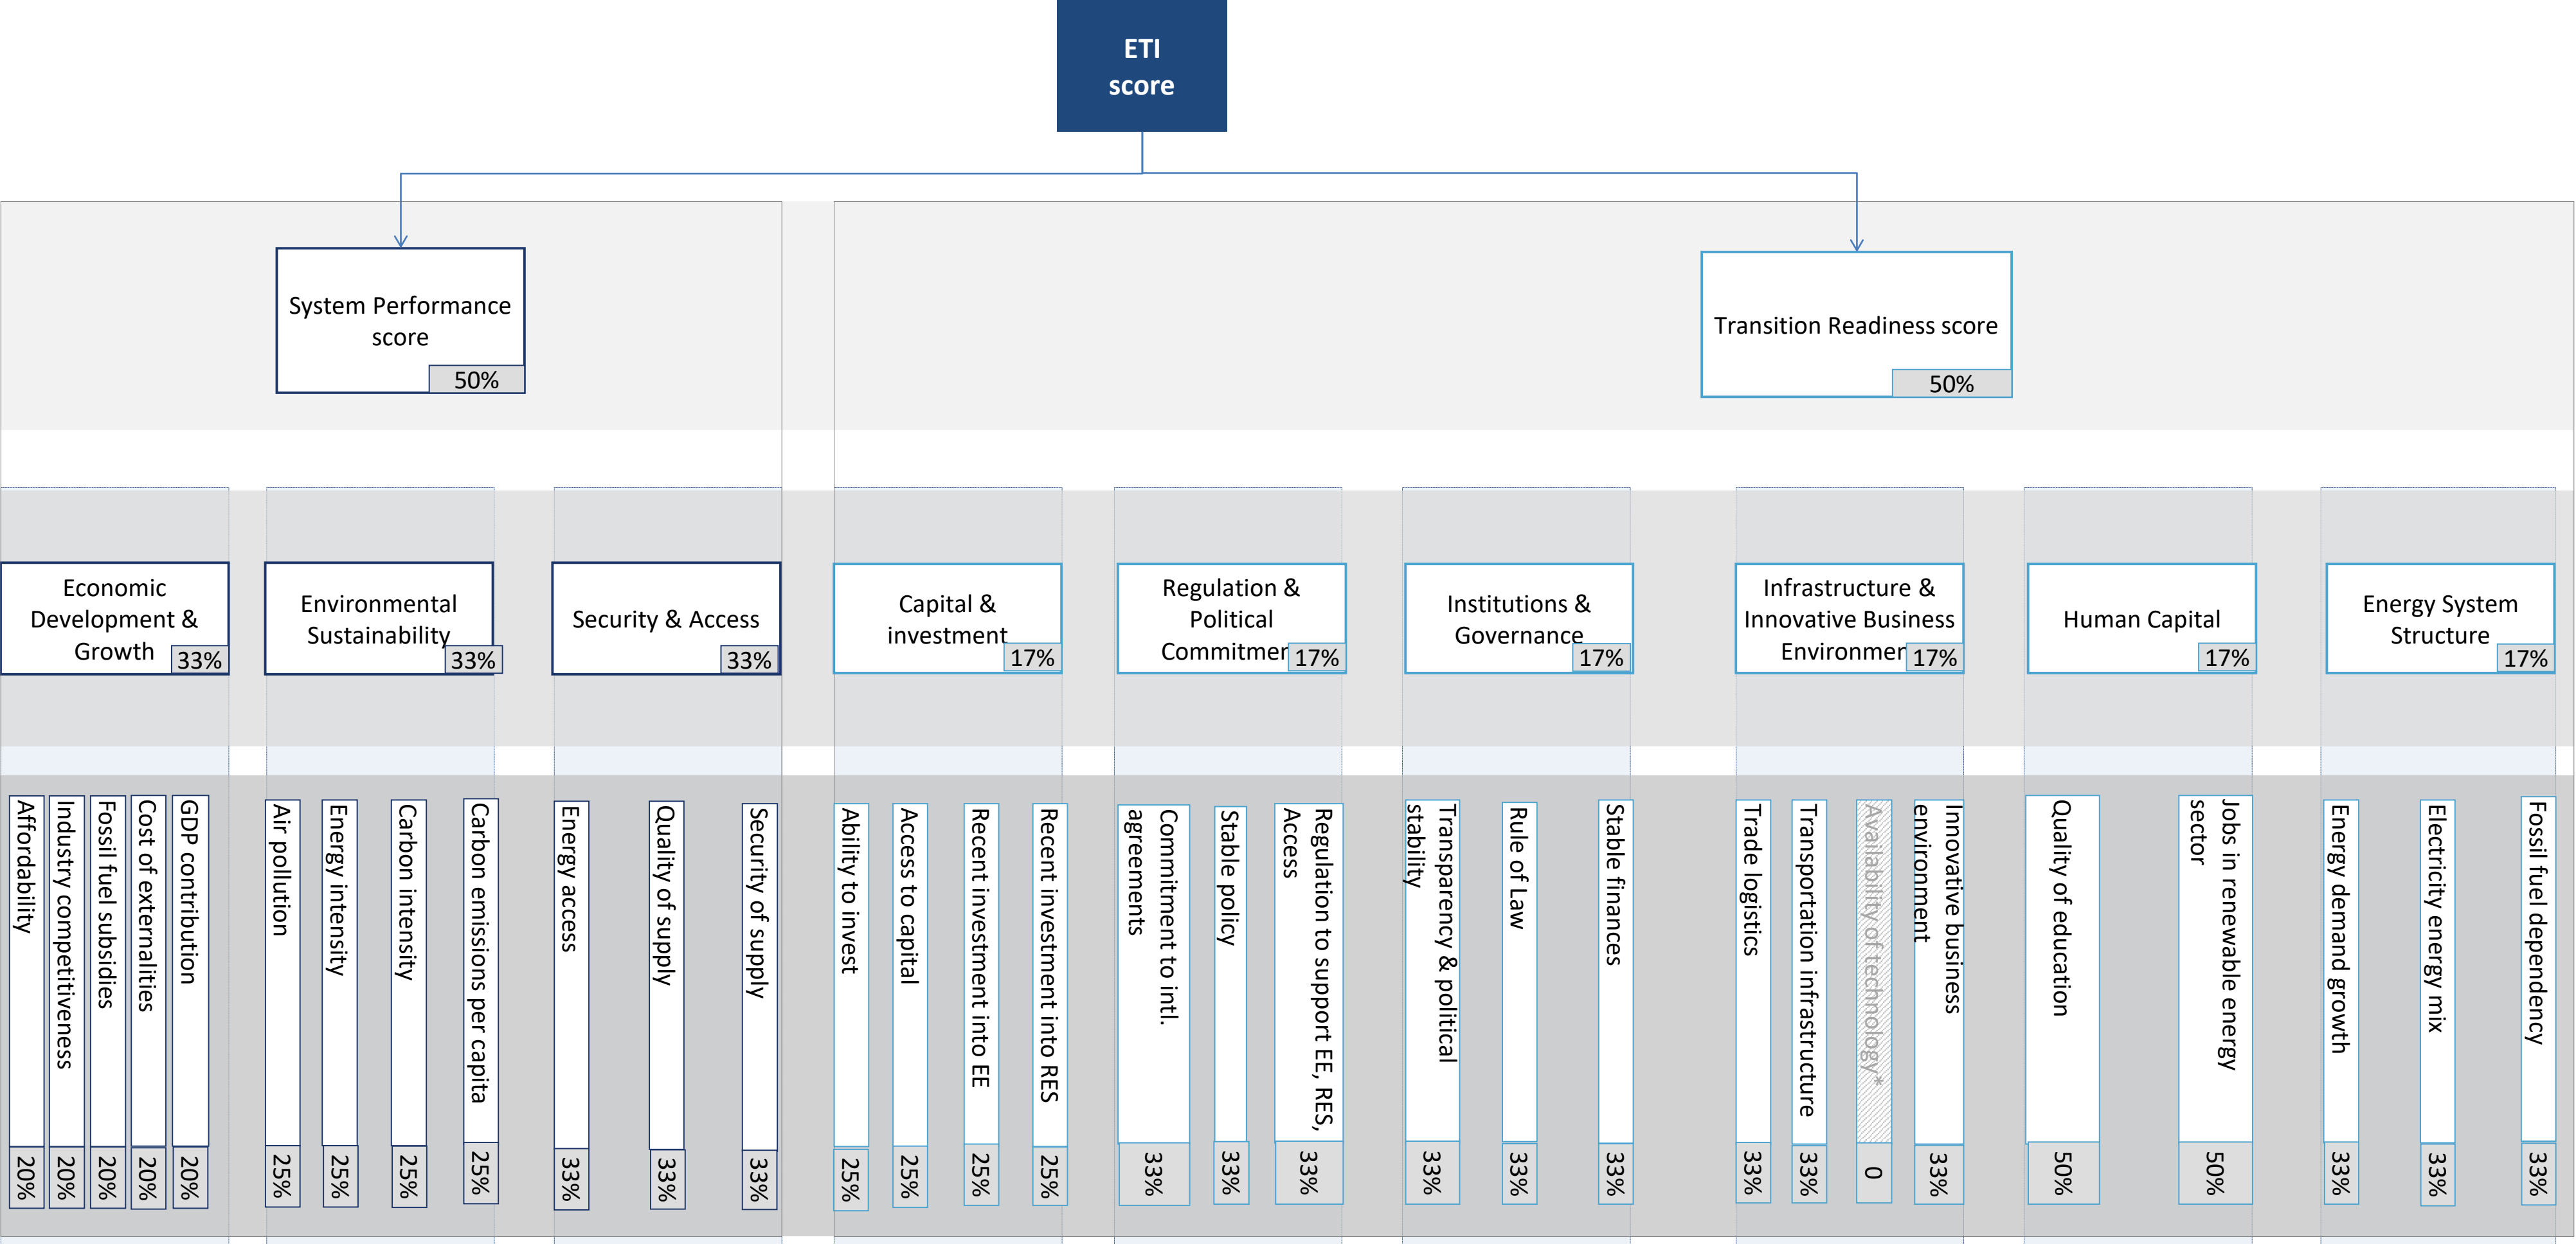 ETI
score
System Performance
score
50%
Transition Readiness score
50%
Economic
Development &
Growth
33%
Environmental
Sustainability
33%
Security & Access
33%
Capital &
investment
17%
Regulation &
Political
Commitmen
17%
Institutions &
Governance
17%
Infrastructure &
Innovative Business
Environmen
17%
Human Capital
17%
Energy System
Structure
17%
Affordability
20%
Industry competitiveness
20%
Fossil fuel subsidies
20%
Cost of externalities
20%
GDP contribution
20%
Air pollution
25%
Energy intensity
25%
Carbon intensity
25%
Carbon emissions per capita
25%
Energy access
33%
Quality of supply
33%
Security of supply
33%
Ability to invest
25%
Access to capital
25%
Recent investment into EE
25%
Recent investment into RES
25%
Commitment to intl.
agreements
33%
Stable policy
33%
Regulation to support EE, RES,
Access
33%
Transparency & political
stability
33%
Rule of Law
33%
Stable finances
33%
Trade logistics
33%
Transportation infrastructure
33%
Availability of technology*
0
Innovative business
environment
33%
Quality of education
50%
Jobs in renewable energy
sector
50%
Energy demand growth
33%
Electricity energy mix
33%
Fossil fuel dependency
33%